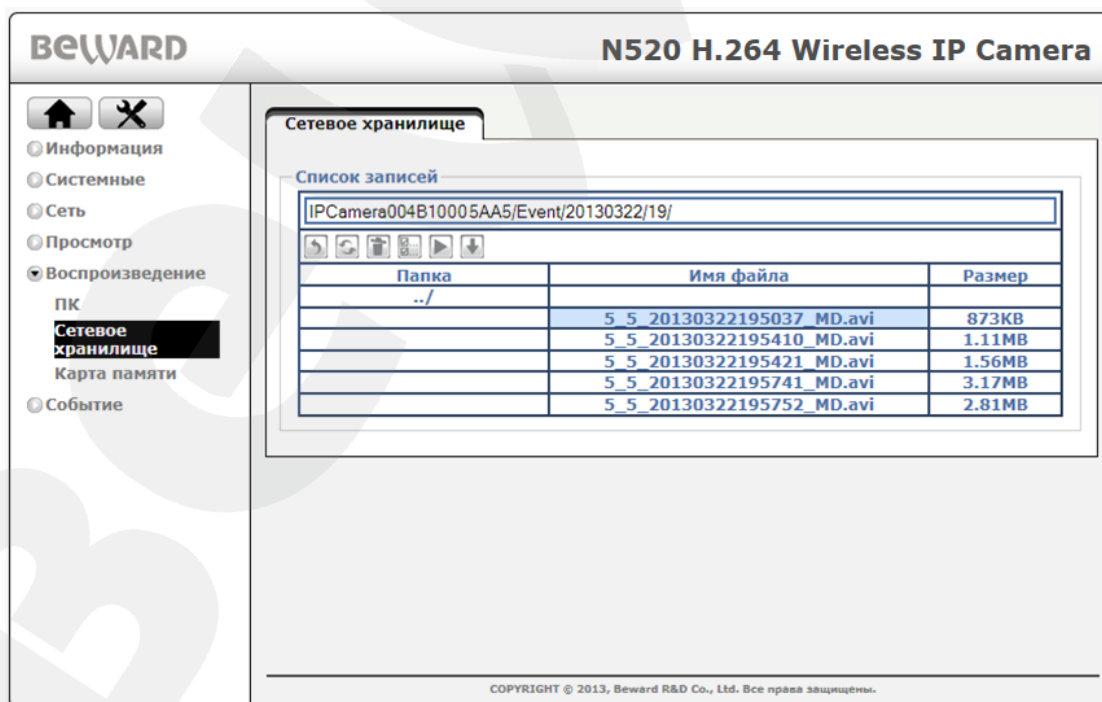 BEWARD
N520 H.264 Wireless IP Camera
Информация
Системные
Сеть
Просмотр
Воспроизведение
ПК
Сетевое
хранилище
Карта памяти
Событие
Сетевое хранилище
Список записей
IPCamera004B10005AA5/Event/20130322/19/
Папка Имя файла Размер
../
5_5_20130322195037_MD.avi 873KB
5_5_20130322195410_MD.avi 1.11MB
5_5_20130322195421_MD.avi 1.56MB
5_5_20130322195741_MD.avi 3.17MB
5_5_20130322195752_MD.avi 2.81MB
COPYRIGHT © 2013, Beward R&D Co., Ltd. Все права защищены.